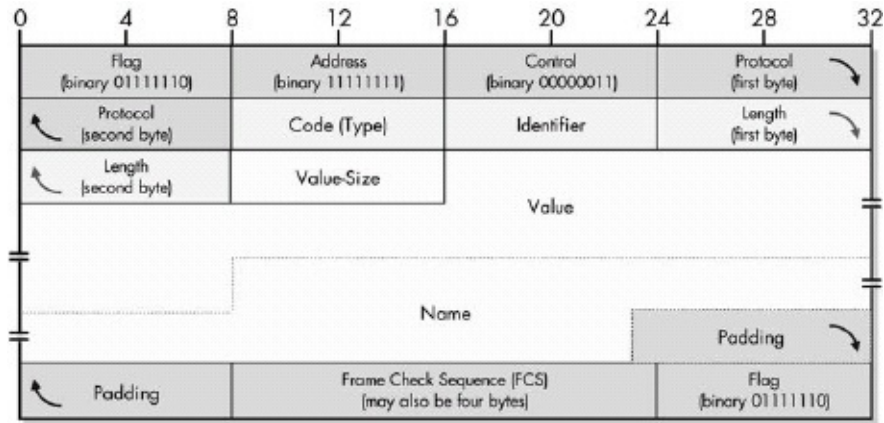 0 4 8 12 16 20 24 28 32
Flag Address Control Protocol
(binary 01111110) (binary 11111111) (binary 00000011) (first byte)
Protocol
(second byte) Code (Type) Identifier Length
(first byte)
Length
(second byte) Value-Size
Value
Name
Padding
Padding Frame Check Sequence (FCS)
(may also be four bytes) Flag
(binary 01111110)